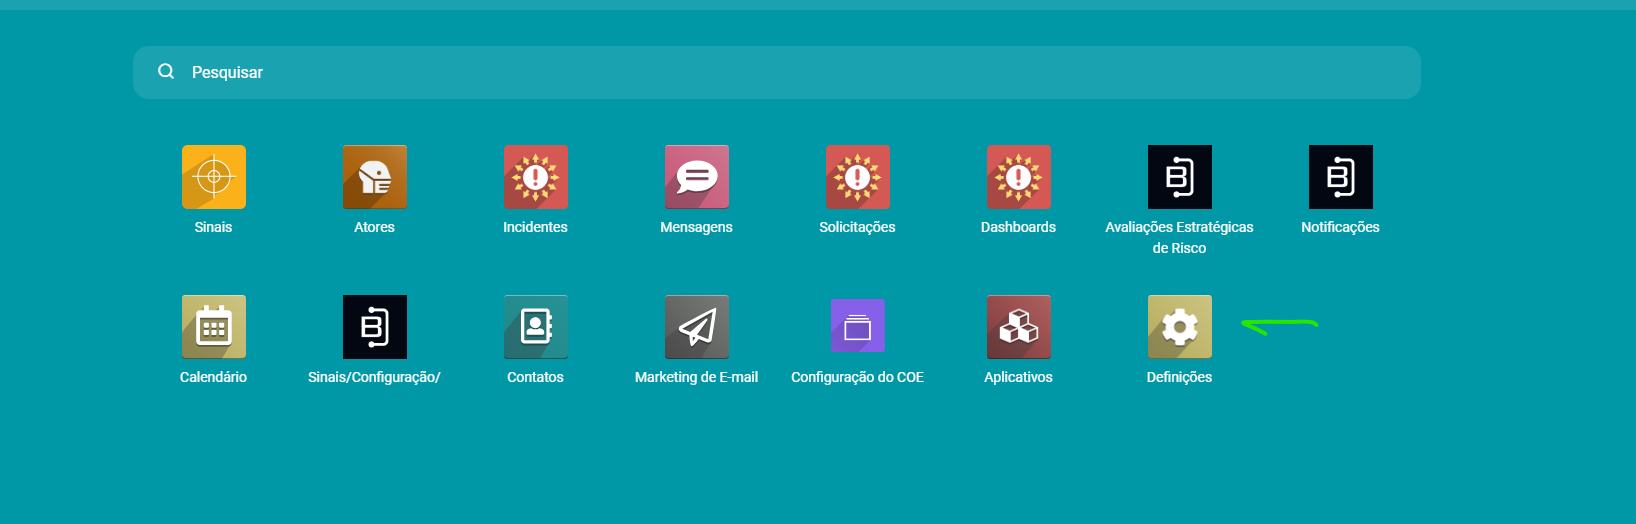 Pesquisar
Sinais
Atores
Incidentes
Mensagens
Solicitações
Dashboards
Avaliações Estratégicas
de Risco
Notificações
Calendário
Sinais/Configuração/
Contatos
Marketing de E-mail
Configuração do COE
Aplicativos
Definições